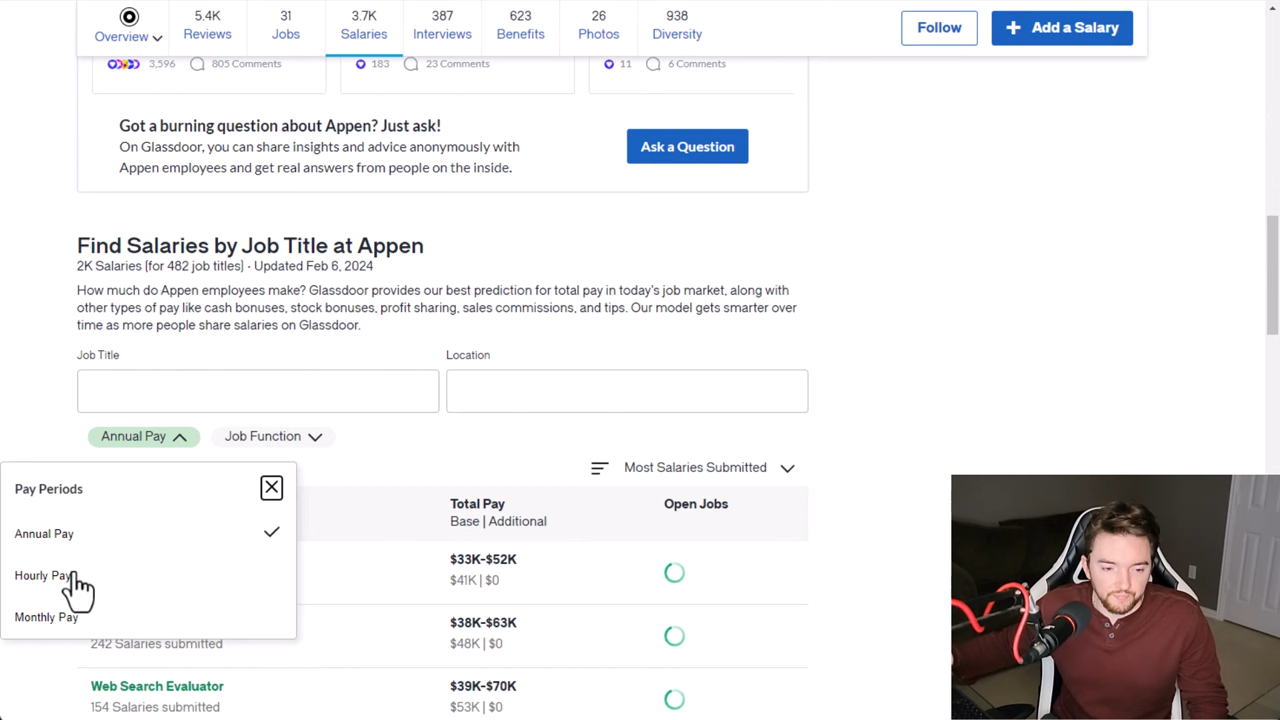 5.4K
31
3.7K
387
623
26
938
Overview
Reviews
Jobs
Salaries
Interviews
Benefits
Photos
Diversity
Follow
+ Add a Salary
3,596
805 Comments
183
23 Comments
11
6 Comments
Got a burning question about Appen? Just ask!
On Glassdoor, you can share insights and advice anonymously with
Appen employees and get real answers from people on the inside.
Ask a Question
Find Salaries by Job Title at Appen
2K Salaries (for 482 job titles) • Updated Feb 6, 2024
How much do Appen employees make? Glassdoor provides our best prediction for total pay in today's job market, along with
other types of pay like cash bonuses, stock bonuses, profit sharing, sales commissions, and tips. Our model gets smarter over
time as more people share salaries on Glassdoor.
Job Title
Location
Annual Pay
Job Function
Most Salaries Submitted
Pay Periods
Annual Pay
Hourly Pay
Monthly Pay
Total Pay
Base | Additional
Open Jobs
$33K-$52K
$41K | $0
$38K-$63K
242 Salaries submitted
$48K | $0
Web Search Evaluator
$39K-$70K
154 Salaries submitted
$53K | $0